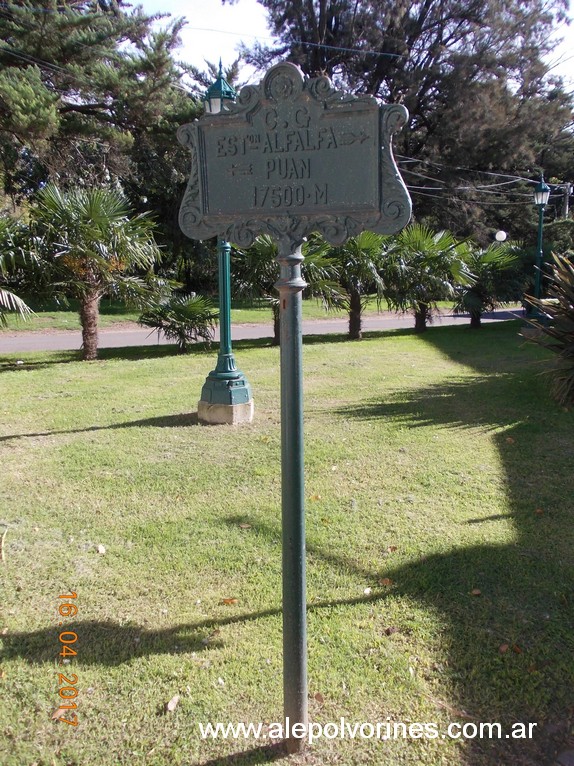 C.G
ESTON ALFALFA →
← PUAN
17500·M
16 04 2017
www.alepolvorines.com.ar